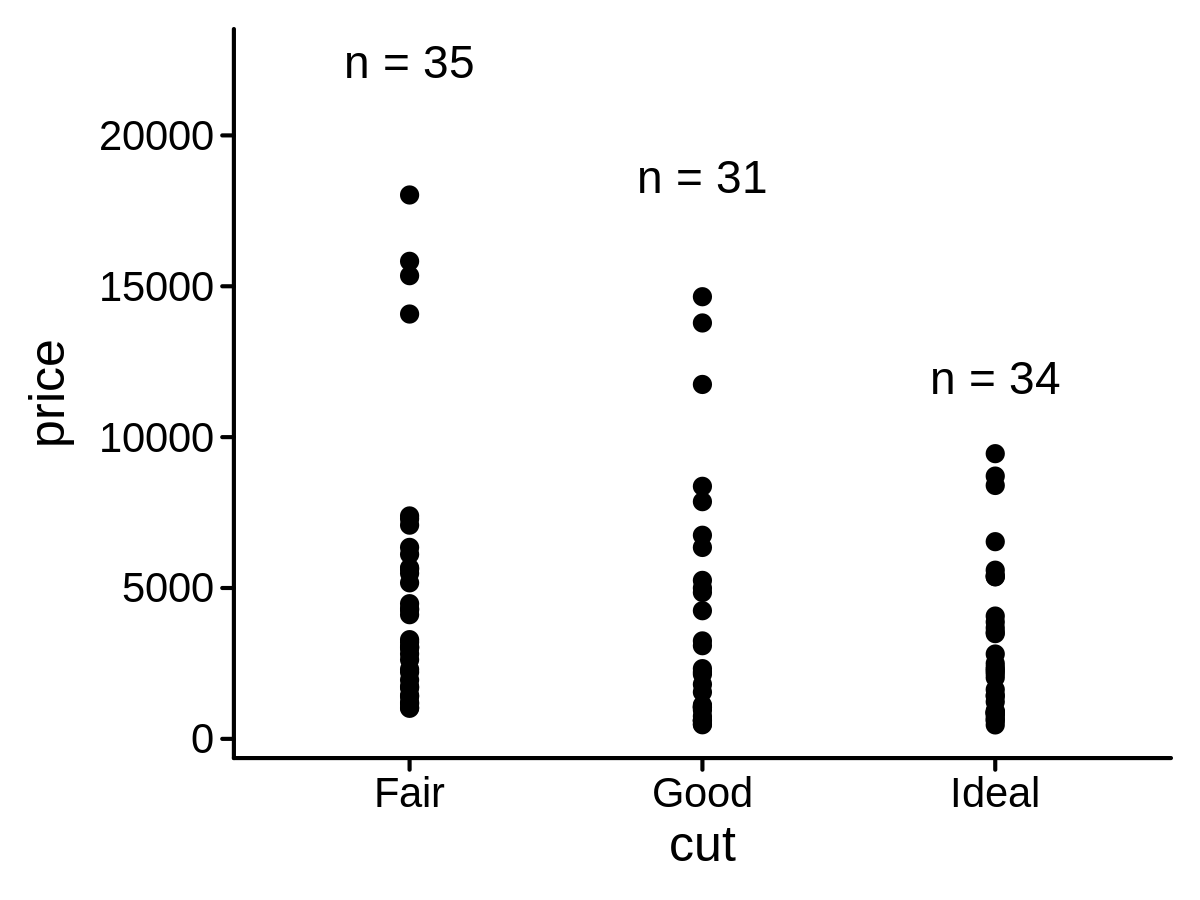 n = 35
n = 31
n = 34
20000
15000
10000
5000
0
price
Fair
Good
Ideal
cut